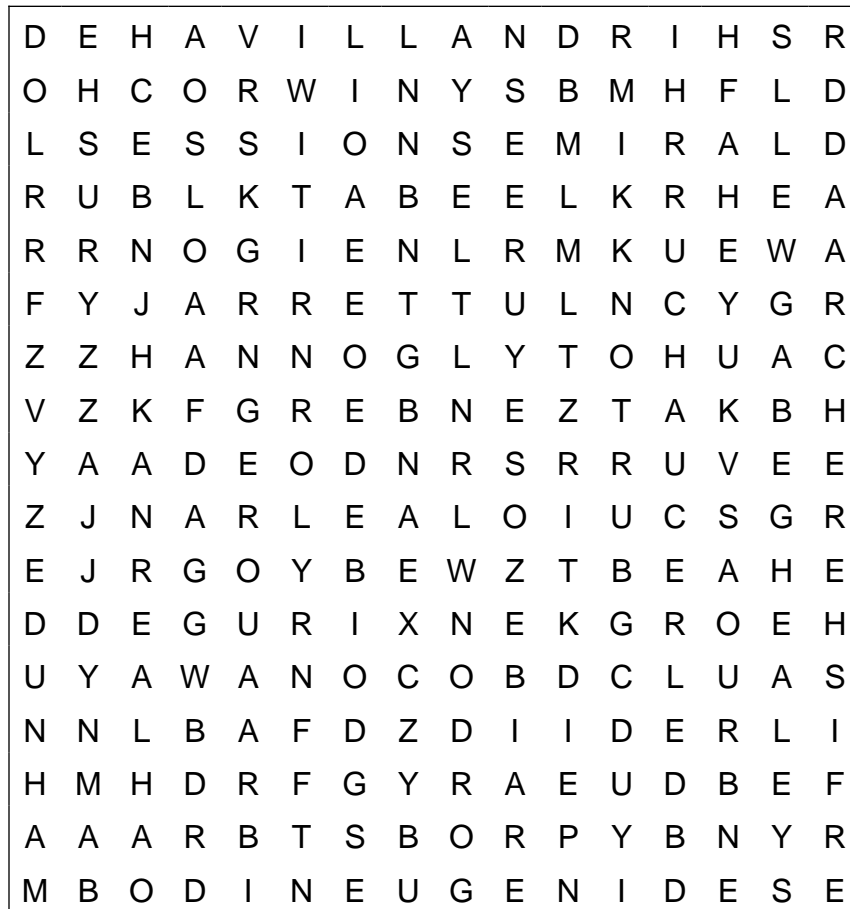 D E H A V I L L A N D R I H S R
O H C O R W I N Y S B M H F L D
L S E S S I O N S E M I R A L D
R U B L K T A B E E L K R H E A
R R N O G I E N L R M K U E W A
F Y J A R R E T T U L N C Y G R
Z Z H A N N O G L Y T O H U A C
V Z K F G R E B N E Z T A K B H
Y A A D E O D N R S R R U V E E
Z J N A R L E A L O I U C S G R
E J R G O Y B E W Z T B E A H E
D D E G U R I X N E K G R O E H
U Y A W A N O C O B D C L U A S
N N L B A F D Z D I I D E R L I
H M H D R F G Y R A E U D B E F
A A A R B T S B O R P Y B N Y R
M B O D I N E U G E N I D E S E